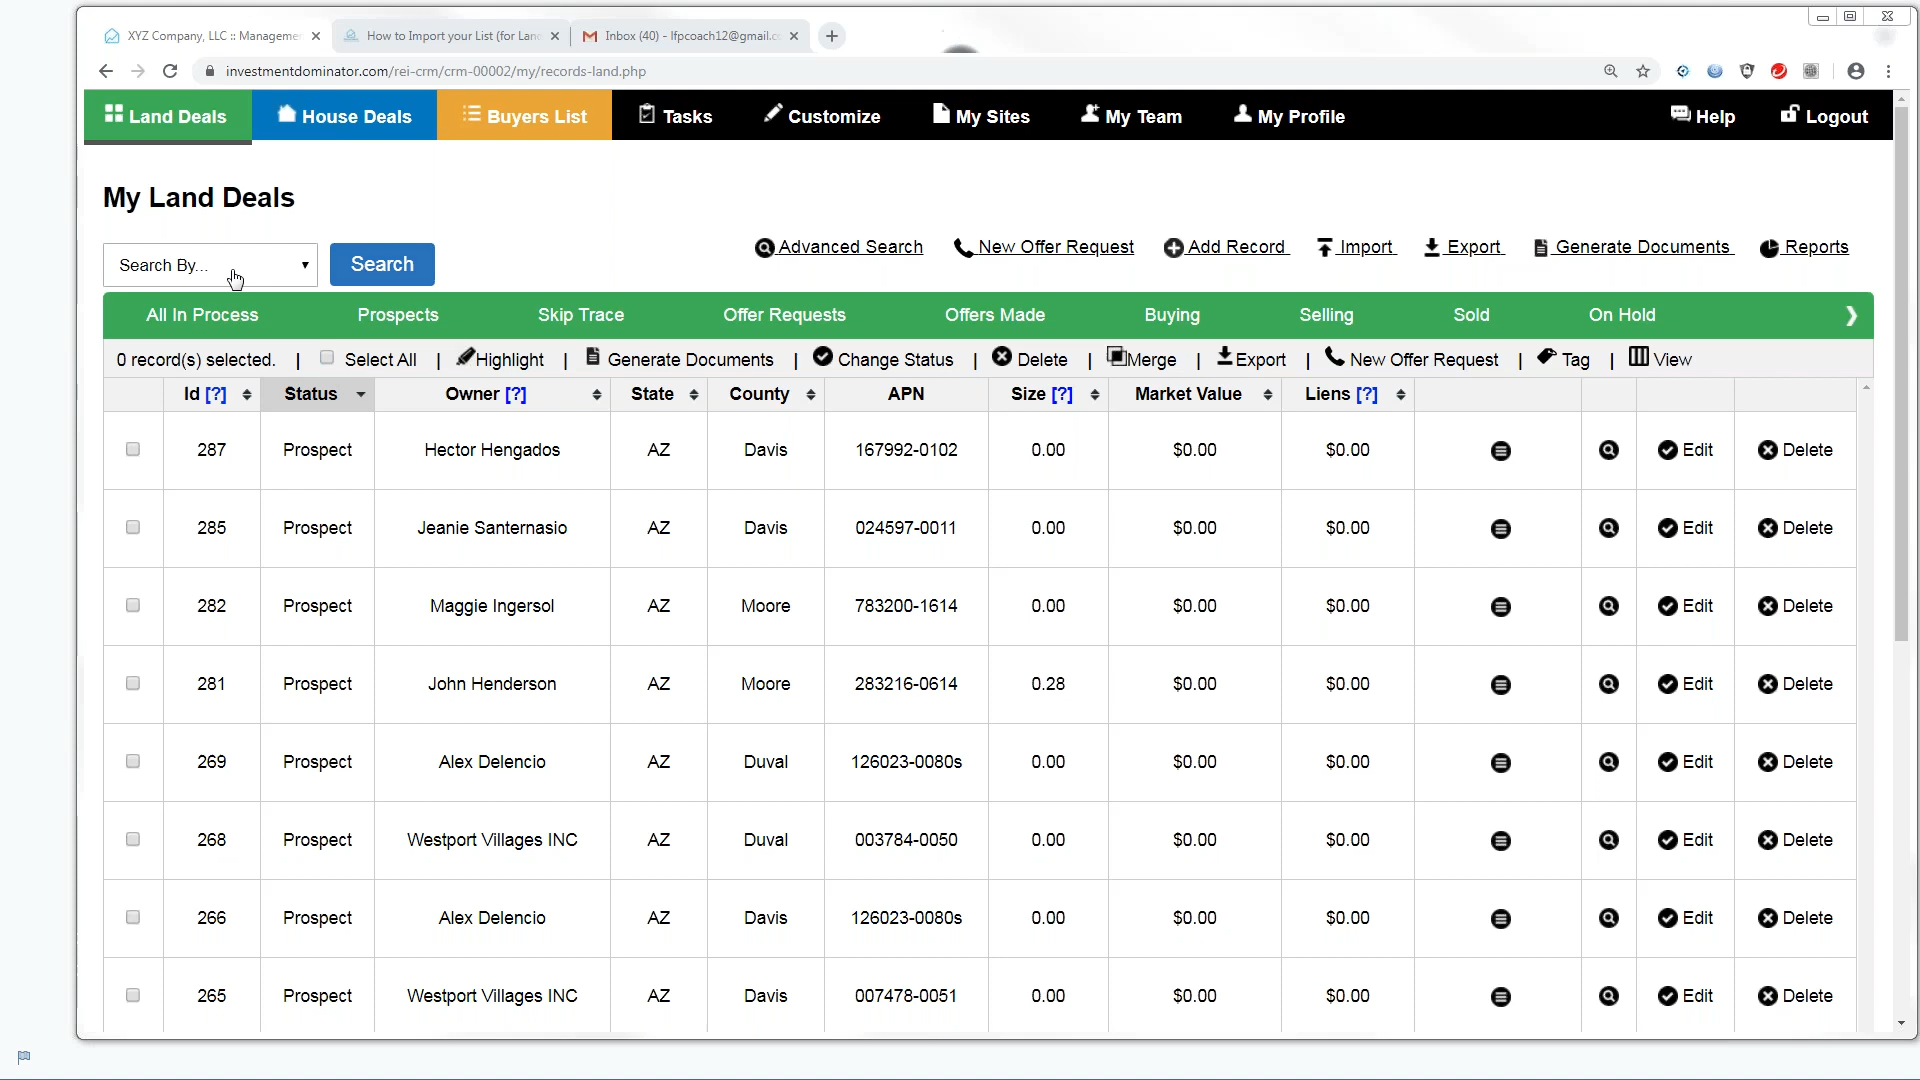 XYZ Company, LLC :: Manageme
How to Import your List (for Lan
Inbox (40) - lfpcoach12@gmail.c
investmentdominator.com/rei-crm/crm-00002/my/records-land.php
Land Deals House Deals Buyers List Tasks Customize My Sites My Team My Profile Help Logout
My Land Deals
Search By... Search Advanced Search New Offer Request Add Record Import Export Generate Documents Reports
All In Process Prospects Skip Trace Offer Requests Offers Made Buying Selling Sold On Hold
0 record(s) selected. | Select All | Highlight | Generate Documents | Change Status | Delete | Merge | Export | New Offer Request | Tag | View
Id [?] Status Owner [?] State County APN Size [?] Market Value Liens [?]
287 Prospect Hector Hengados AZ Davis 167992-0102 0.00 $0.00 $0.00 Edit Delete
285 Prospect Jeanie Santernasio AZ Davis 024597-0011 0.00 $0.00 $0.00 Edit Delete
282 Prospect Maggie Ingersol AZ Moore 783200-1614 0.00 $0.00 $0.00 Edit Delete
281 Prospect John Henderson AZ Moore 283216-0614 0.28 $0.00 $0.00 Edit Delete
269 Prospect Alex Delencio AZ Duval 126023-0080s 0.00 $0.00 $0.00 Edit Delete
268 Prospect Westport Villages INC AZ Duval 003784-0050 0.00 $0.00 $0.00 Edit Delete
266 Prospect Alex Delencio AZ Davis 126023-0080s 0.00 $0.00 $0.00 Edit Delete
265 Prospect Westport Villages INC AZ Davis 007478-0051 0.00 $0.00 $0.00 Edit Delete